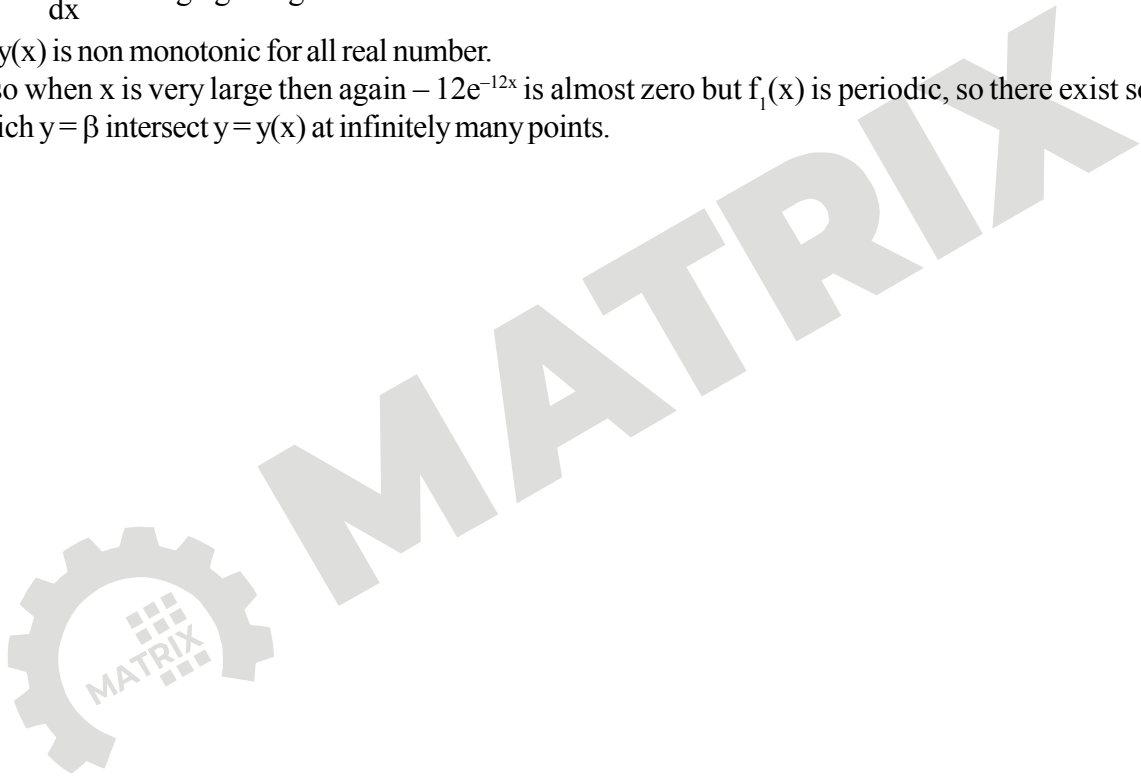 dx
y(x) is non monotonic for all real number.
so when x is very large then again – 12e⁻¹²ˣ is almost zero but f₁(x) is periodic, so there exist so
ich y = β intersect y = y(x) at infinitely many points.
MATRIX
MATRIX